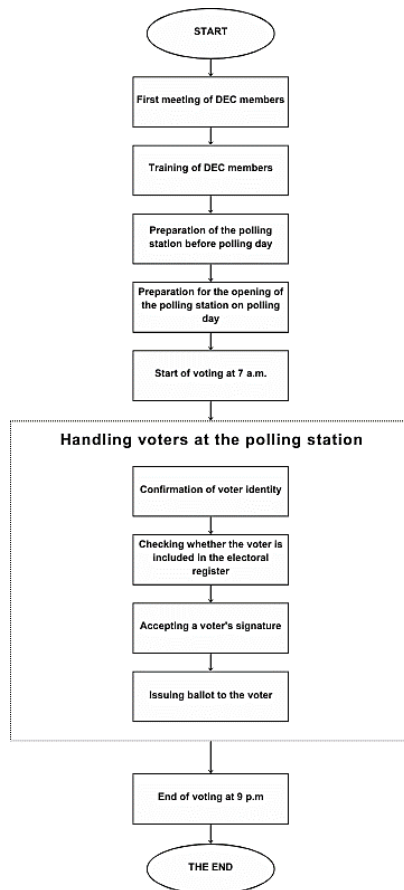 START
First meeting of DEC members
Training of DEC members
Preparation of the polling
station before polling day
Preparation for the opening of
the polling station on polling
day
Start of voting at 7 a.m.
Handling voters at the polling station
Confirmation of voter identity
Checking whether the voter is
included in the electoral
register
Accepting a voter's signature
Issuing ballot to the voter
End of voting at 9 p.m
THE END